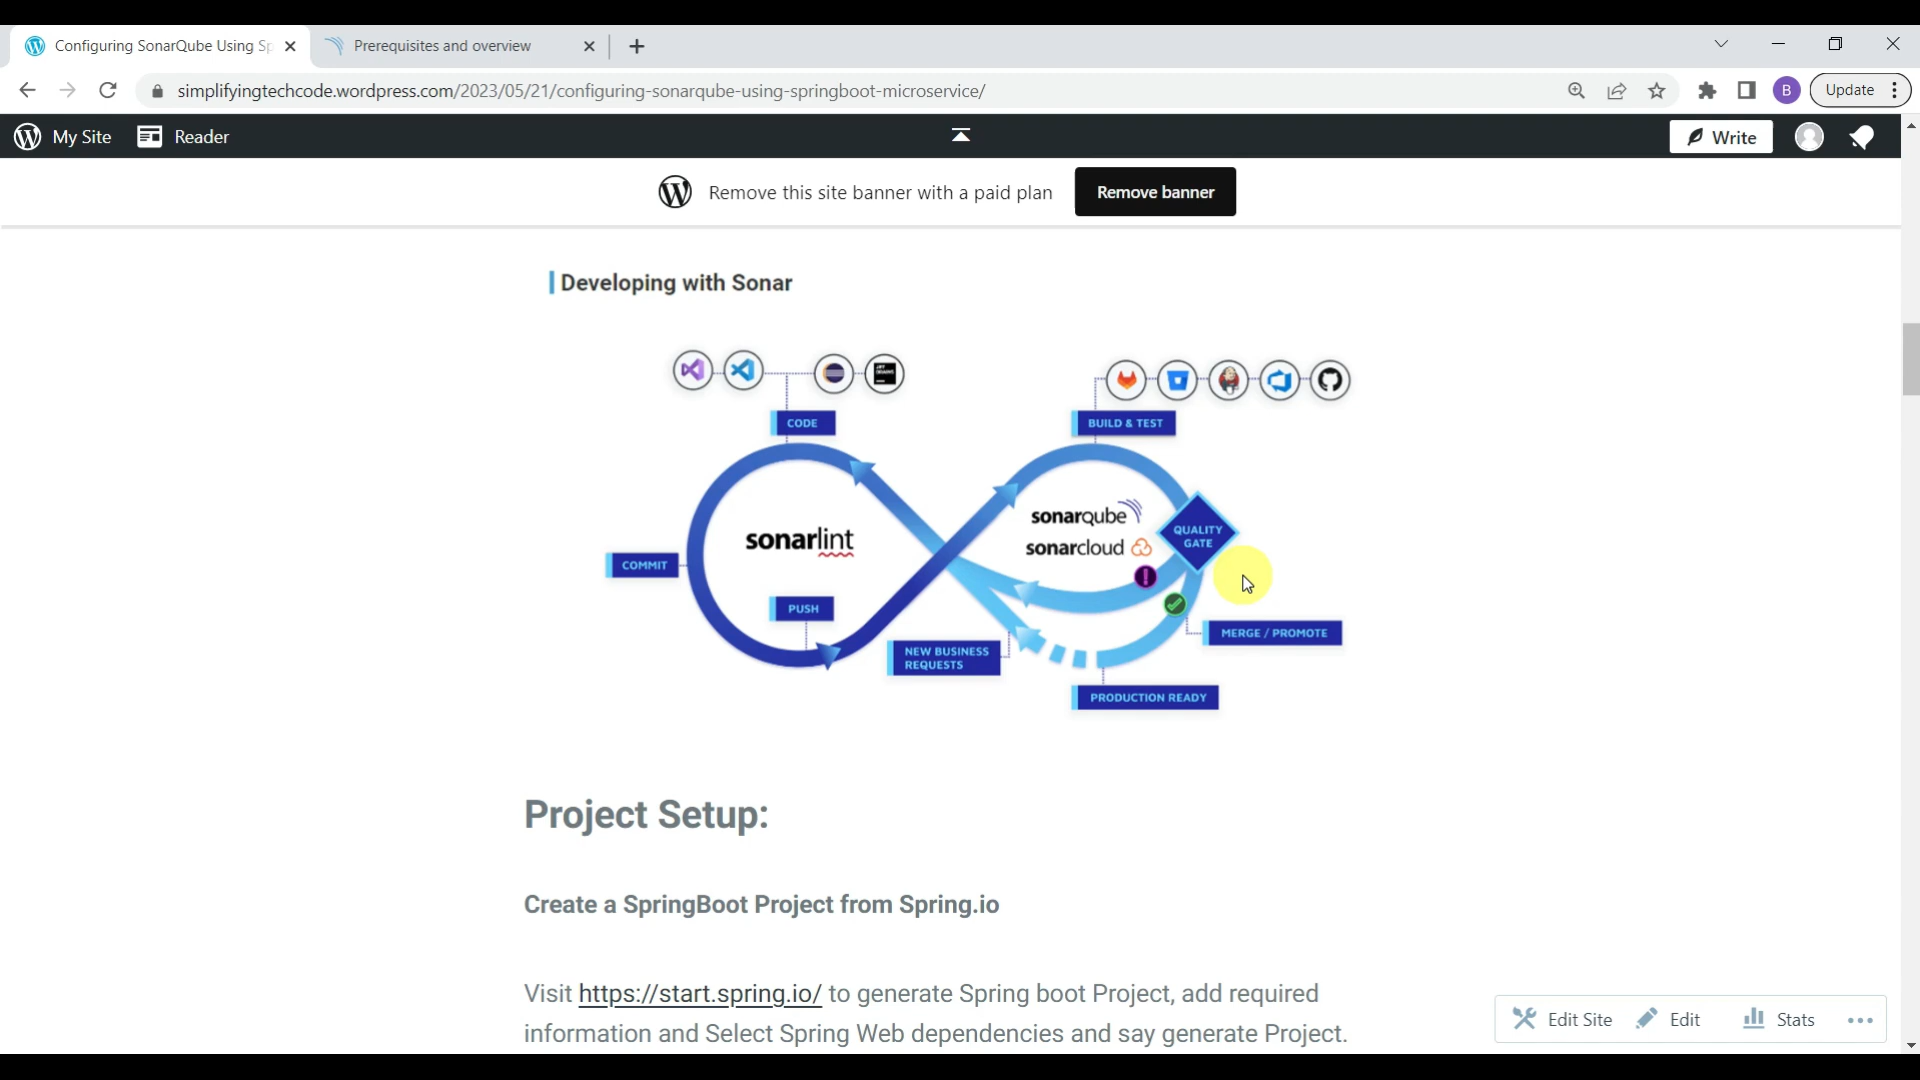 Configuring SonarQube Using Sp
Prerequisites and overview
simplifyingtechcode.wordpress.com/2023/05/21/configuring-sonarqube-using-springboot-microservice/
B
Update
My Site
Reader
Write
Remove this site banner with a paid plan
Remove banner
Developing with Sonar
CODE
BUILD & TEST
sonarqube
sonarcloud
QUALITY
GATE
sonarlint
COMMIT
PUSH
MERGE / PROMOTE
NEW BUSINESS
REQUESTS
PRODUCTION READY
Project Setup:
Create a SpringBoot Project from Spring.io
Visit https://start.spring.io/ to generate Spring boot Project, add required
information and Select Spring Web dependencies and say generate Project.
Edit Site
Edit
Stats